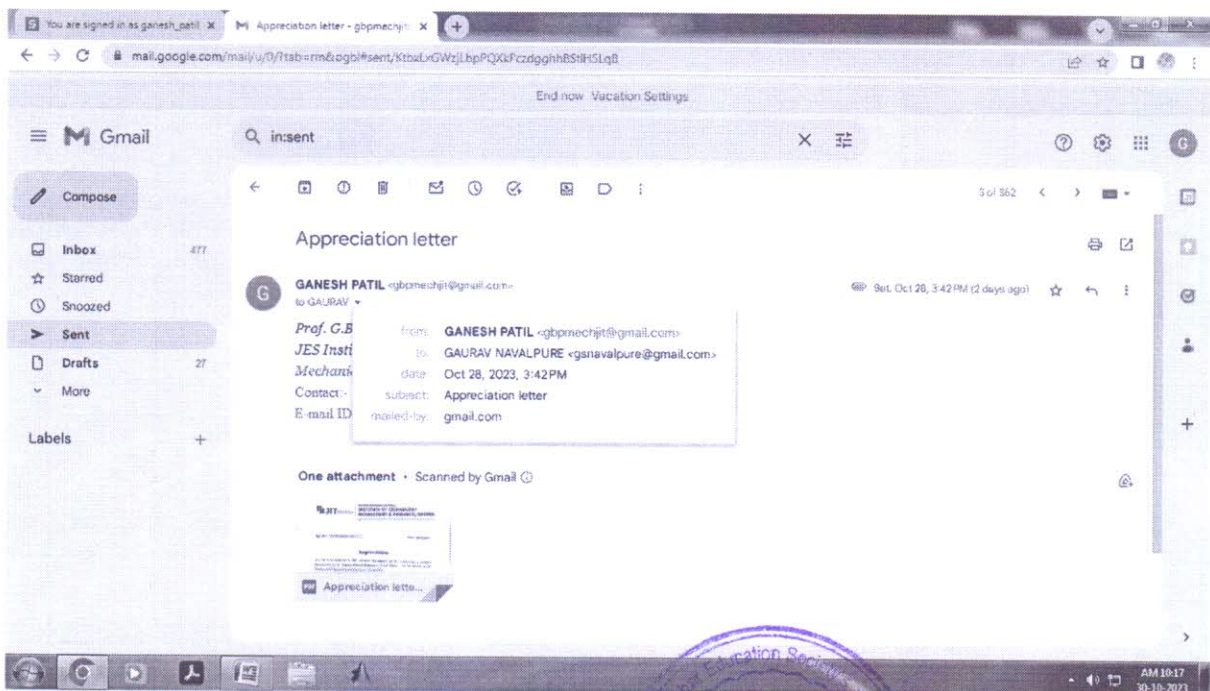 You are signed in as ganesh_patil
Appreciation letter - gbpmechjit
mail.google.com/mail/u/0/?tab=rm&ogbl#sent/
End now Vacation Settings
Gmail
in:sent
Compose
3 of 362
Inbox 477
Starred
Snoozed
Sent
Drafts 27
More
Labels
Appreciation letter
G
GANESH PATIL <gbpmechjit@gmail.com>
Sat, Oct 28, 3:42 PM (2 days ago)
to GAURAV
Prof. G.B
JES Insti
Mechanic
Contact:-
E-mail ID
from: GANESH PATIL <gbpmechjit@gmail.com>
to: GAURAV NAVALPURE <gsnavalpure@gmail.com>
date: Oct 28, 2023, 3:42 PM
subject: Appreciation letter
mailed-by: gmail.com
One attachment • Scanned by Gmail
JIT
PDF Appreciation lette...
Education
AM 10:17
30-10-2023